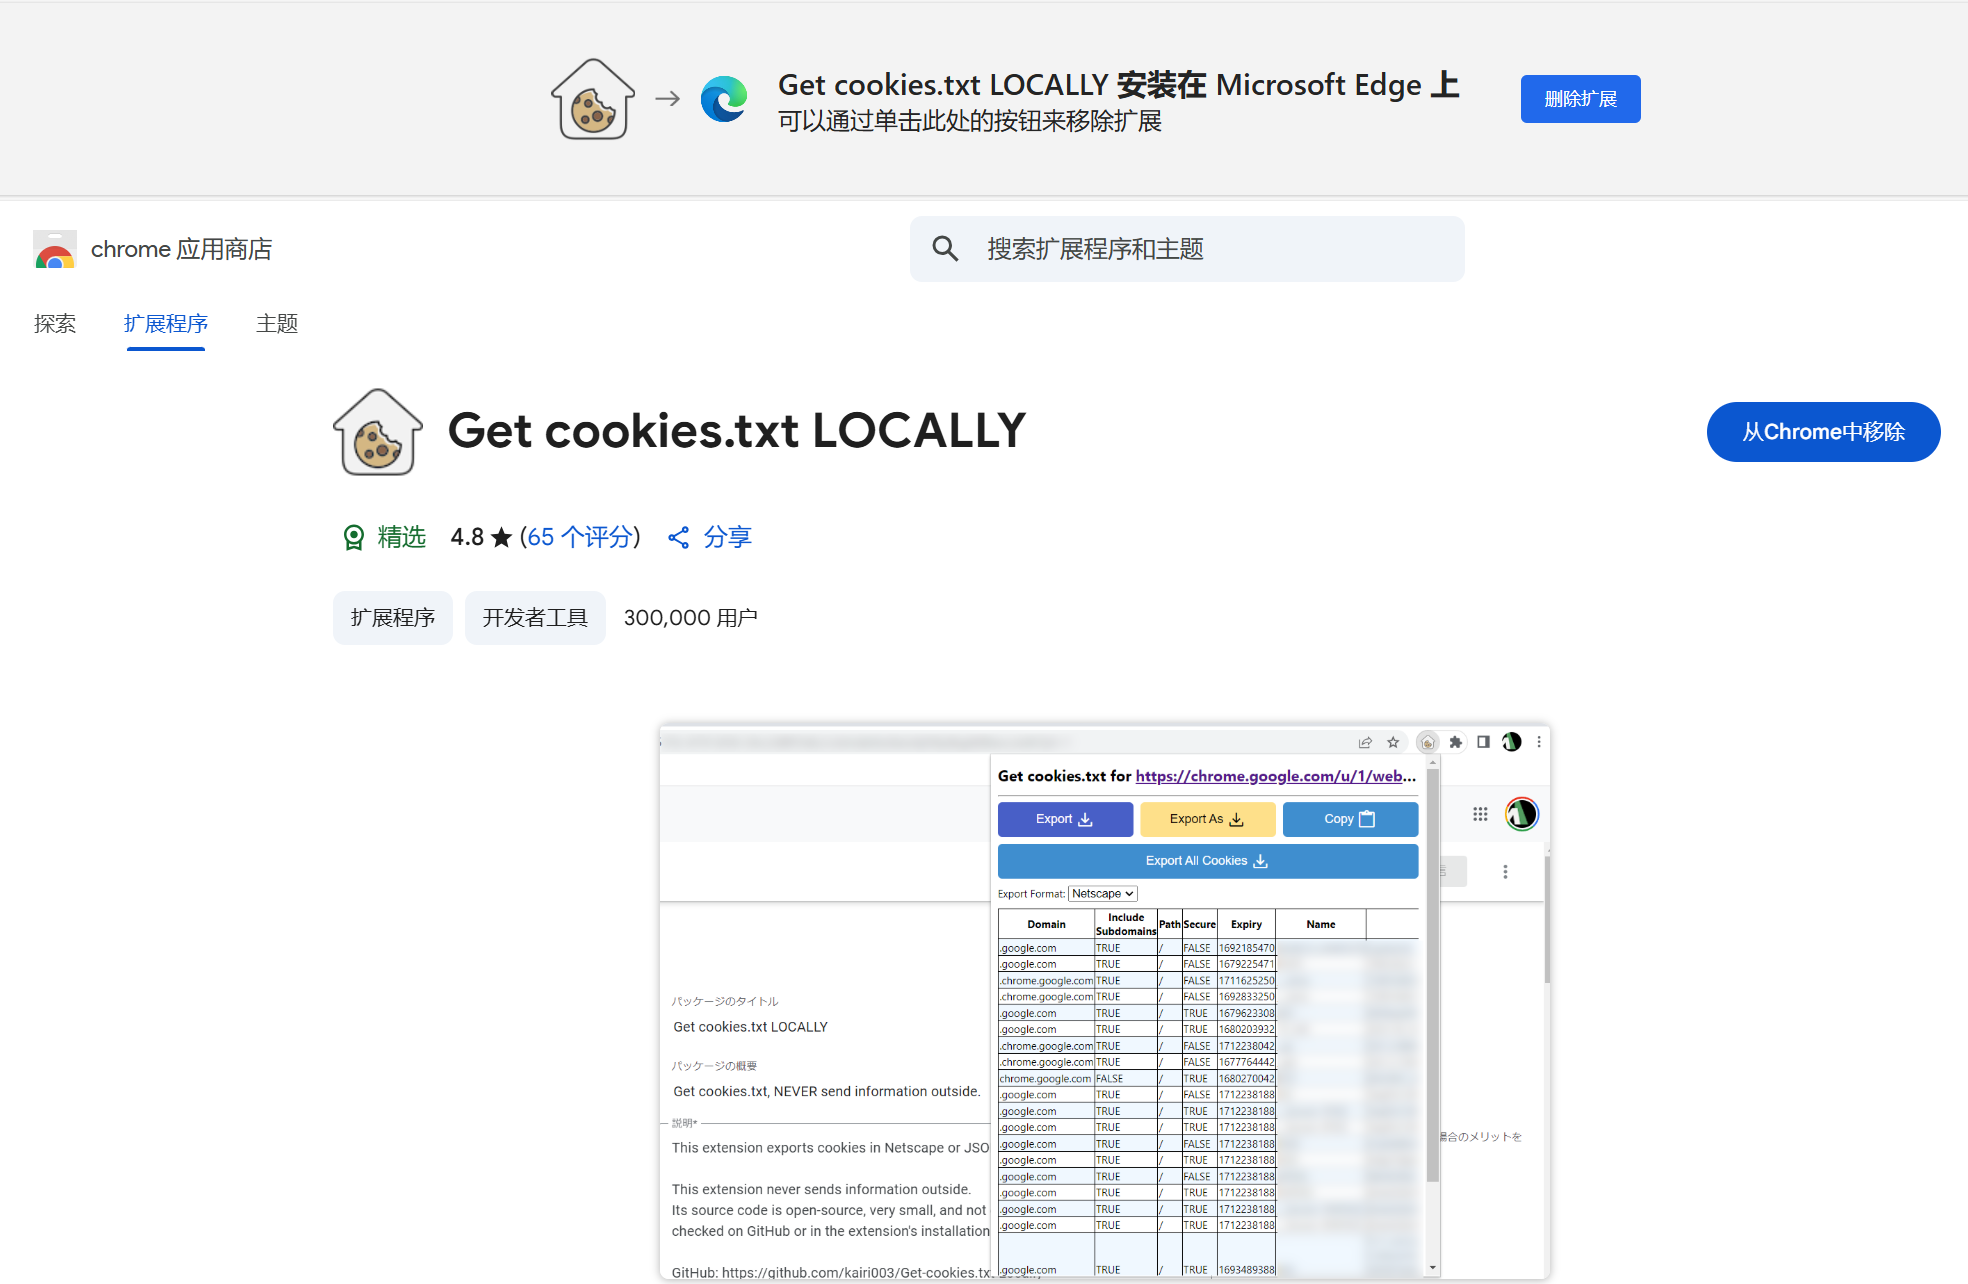 Get cookies.txt LOCALLY 安装在 Microsoft Edge 上
可以通过单击此处的按钮来移除扩展
删除扩展
chrome 应用商店
搜索扩展程序和主题
探索
扩展程序
主题
Get cookies.txt LOCALLY
从Chrome中移除
精选
4.8 ★ (65 个评分)
分享
扩展程序
开发者工具
300,000 用户
Get cookies.txt for https://chrome.google.com/u/1/web...
Export
Export As
Copy
Export All Cookies
Export Format: Netscape
Domain Include Subdomains Path Secure Expiry Name
.google.com TRUE / FALSE 1692185470
.google.com TRUE / FALSE 1679225471
.chrome.google.com TRUE / FALSE 1711625250
.chrome.google.com TRUE / FALSE 1692833250
.google.com TRUE / TRUE 1679623308
.google.com TRUE / TRUE 1680203932
.chrome.google.com TRUE / FALSE 1712238042
.chrome.google.com TRUE / FALSE 1677764442
chrome.google.com FALSE / TRUE 1680270042
.google.com TRUE / FALSE 1712238188
.google.com TRUE / TRUE 1712238188
.google.com TRUE / TRUE 1712238188
.google.com TRUE / FALSE 1712238188
.google.com TRUE / TRUE 1712238188
.google.com TRUE / FALSE 1712238188
.google.com TRUE / TRUE 1712238188
.google.com TRUE / TRUE 1712238188
.google.com TRUE / TRUE 1712238188
.google.com TRUE / TRUE 1693489388
パッケージのタイトル
Get cookies.txt LOCALLY
パッケージの概要
Get cookies.txt, NEVER send information outside.
説明*
This extension exports cookies in Netscape or JSO
場合のメリットを
This extension never sends information outside.
Its source code is open-source, very small, and not
checked on GitHub or in the extension's installation
GitHub: https://github.com/kairi003/Get-cookies.tx